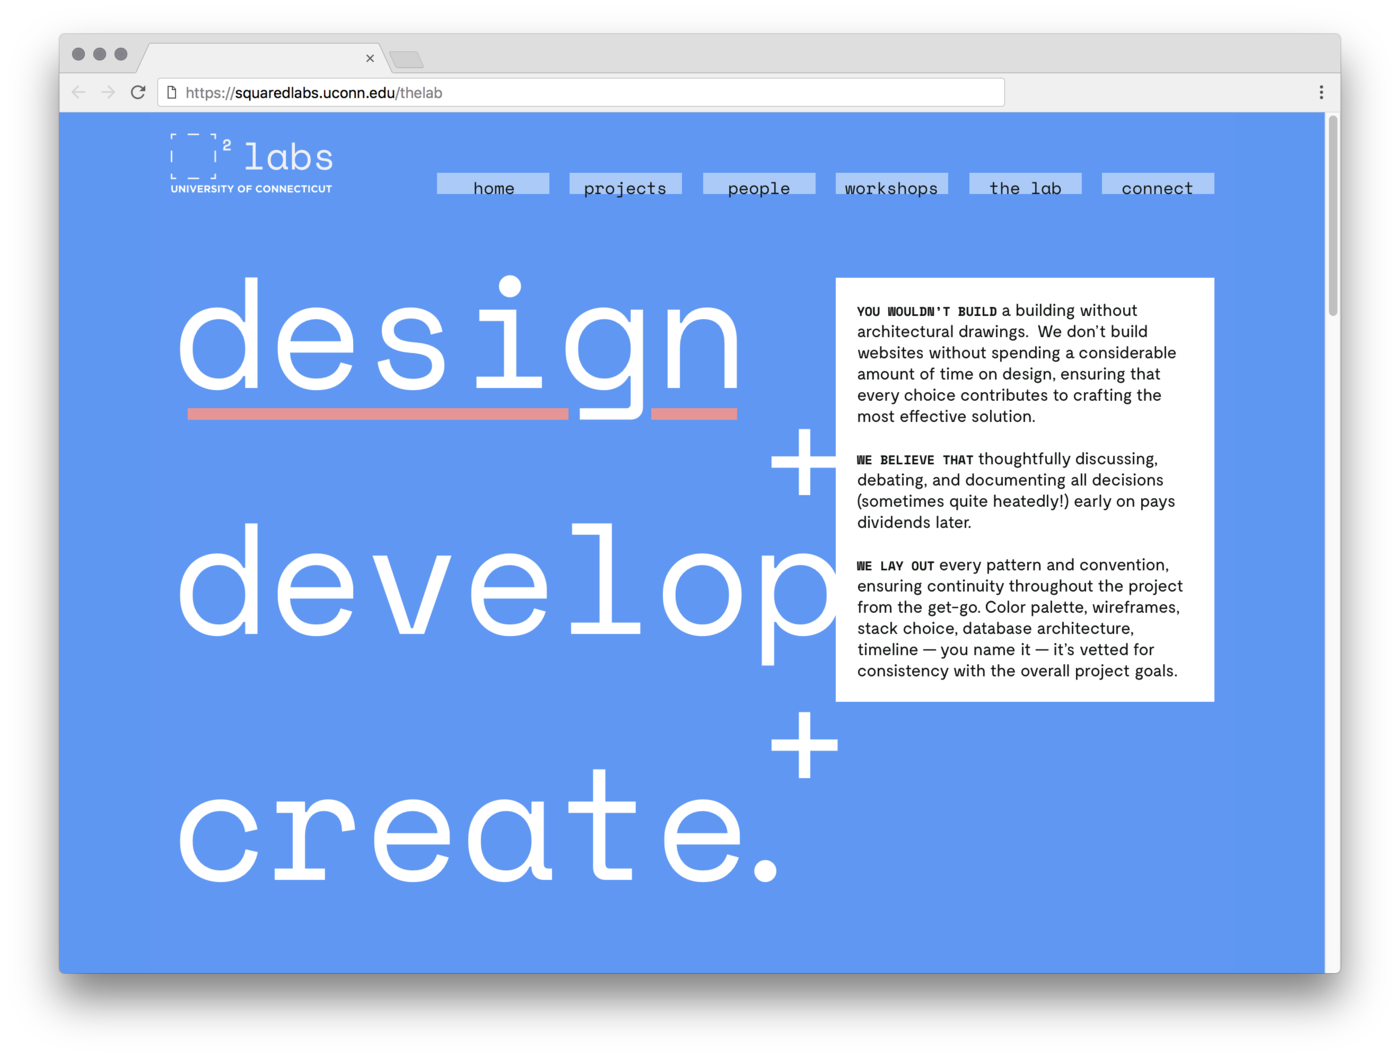 https://squaredlabs.uconn.edu/thelab
2 labs
UNIVERSITY OF CONNECTICUT
home
projects
people
workshops
the lab
connect
design
+
develop
+
create.
YOU WOULDN'T BUILD a building without
architectural drawings.  We don't build
websites without spending a considerable
amount of time on design, ensuring that
every choice contributes to crafting the
most effective solution.
WE BELIEVE THAT thoughtfully discussing,
debating, and documenting all decisions
(sometimes quite heatedly!) early on pays
dividends later.
WE LAY OUT every pattern and convention,
ensuring continuity throughout the project
from the get-go. Color palette, wireframes,
stack choice, database architecture,
timeline — you name it — it's vetted for
consistency with the overall project goals.